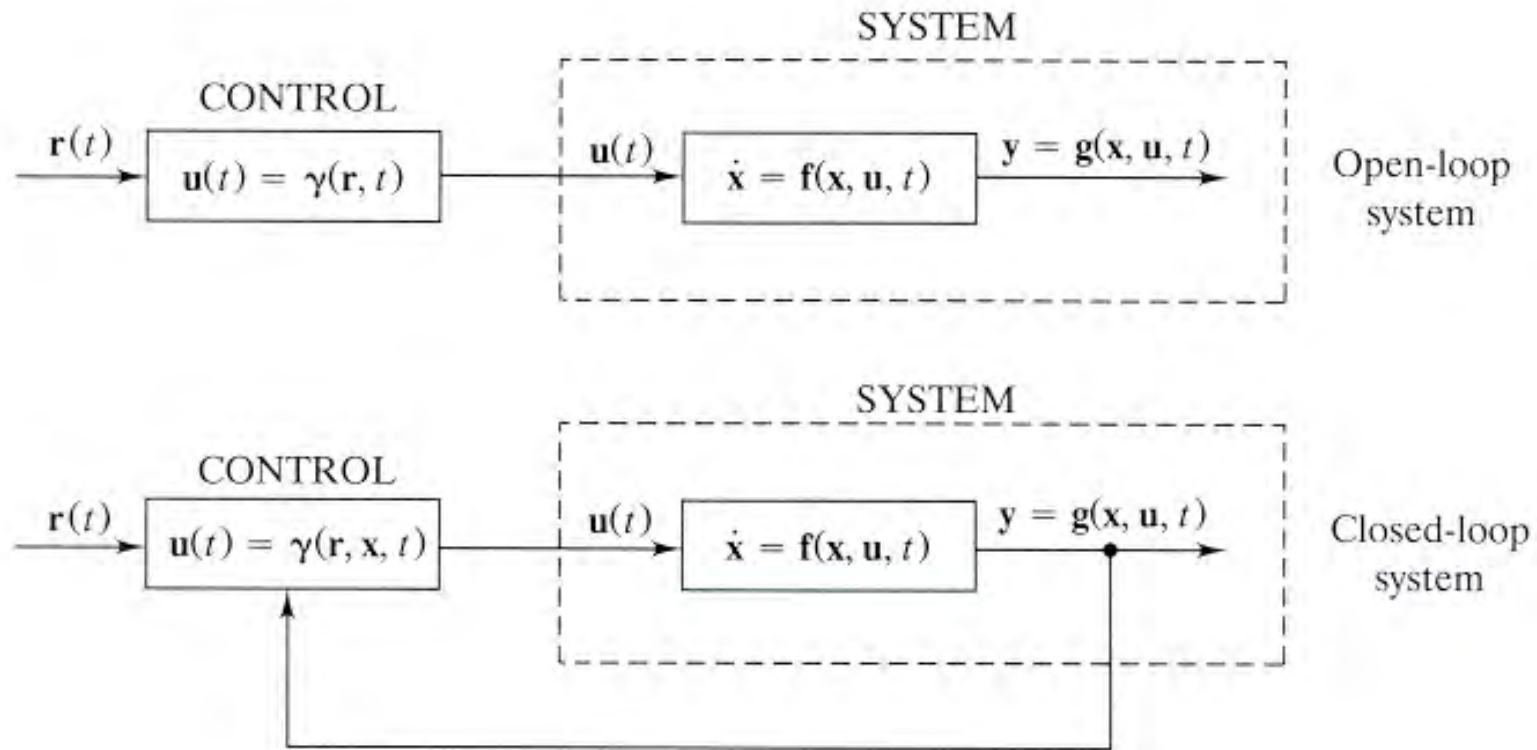 SYSTEM
CONTROL
r(t)
u(t) = γ(r, t)
u(t)
ẋ = f(x, u, t)
y = g(x, u, t)
Open-loop
system
SYSTEM
CONTROL
r(t)
u(t) = γ(r, x, t)
u(t)
ẋ = f(x, u, t)
y = g(x, u, t)
Closed-loop
system